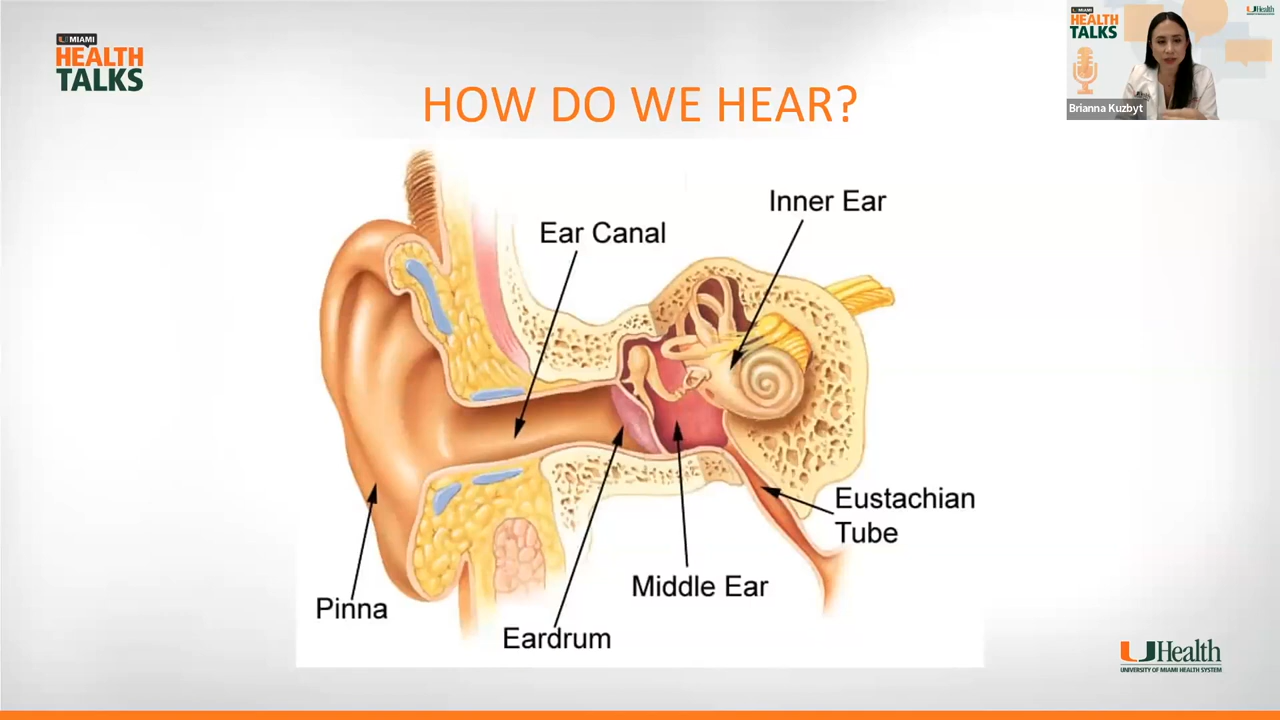 U MIAMI
HEALTH
TALKS
HOW DO WE HEAR?
U MIAMI
HEALTH
TALKS
UHealth
Brianna Kuzbyt
Inner Ear
Ear Canal
Eustachian
Tube
Middle Ear
Pinna
Eardrum
UHealth
UNIVERSITY OF MIAMI HEALTH SYSTEM